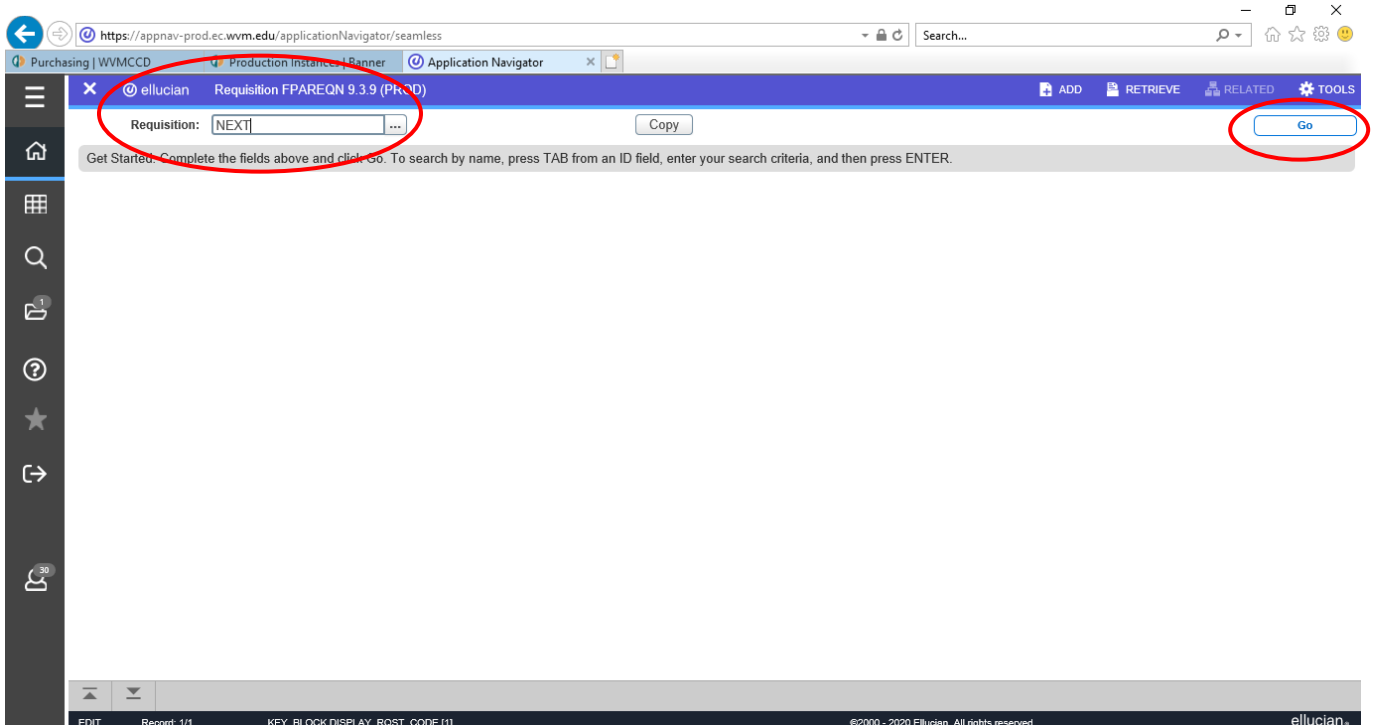 https://appnav-prod.ec.wvm.edu/applicationNavigator/seamless Search...
Purchasing | WVMCCD Production Instances | Banner Application Navigator
ellucian Requisition FPAREQN 9.3.9 (PROD) ADD RETRIEVE RELATED TOOLS
Requisition: NEXT ... Copy Go
Get Started: Complete the fields above and click Go. To search by name, press TAB from an ID field, enter your search criteria, and then press ENTER.
1
30
EDIT Record: 1/1 KEY_BLOCK.DISPLAY_RQST_CODE [1] ©2000 - 2020 Ellucian. All rights reserved. ellucian